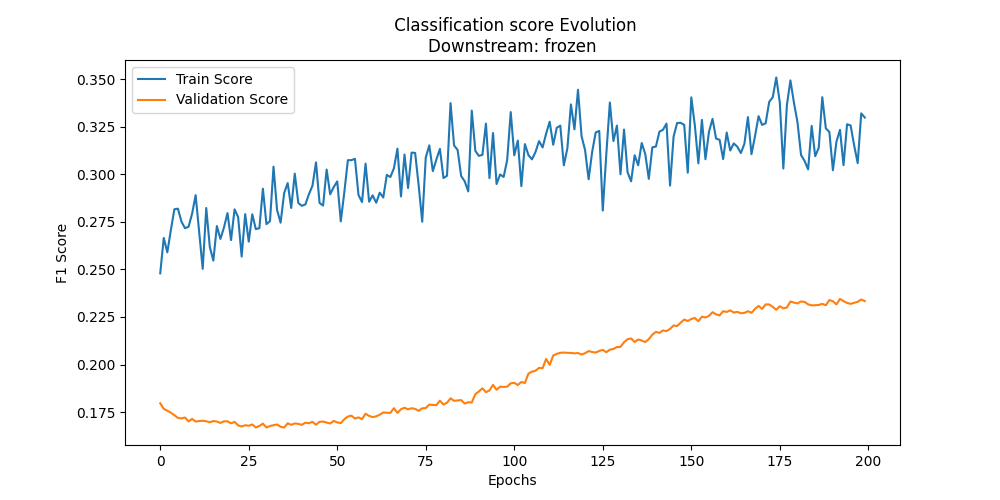 Classification score Evolution
Downstream: frozen
Train Score
Validation Score
F1 Score
0.350
0.325
0.300
0.275
0.250
0.225
0.200
0.175
0 25 50 75 100 125 150 175 200
Epochs